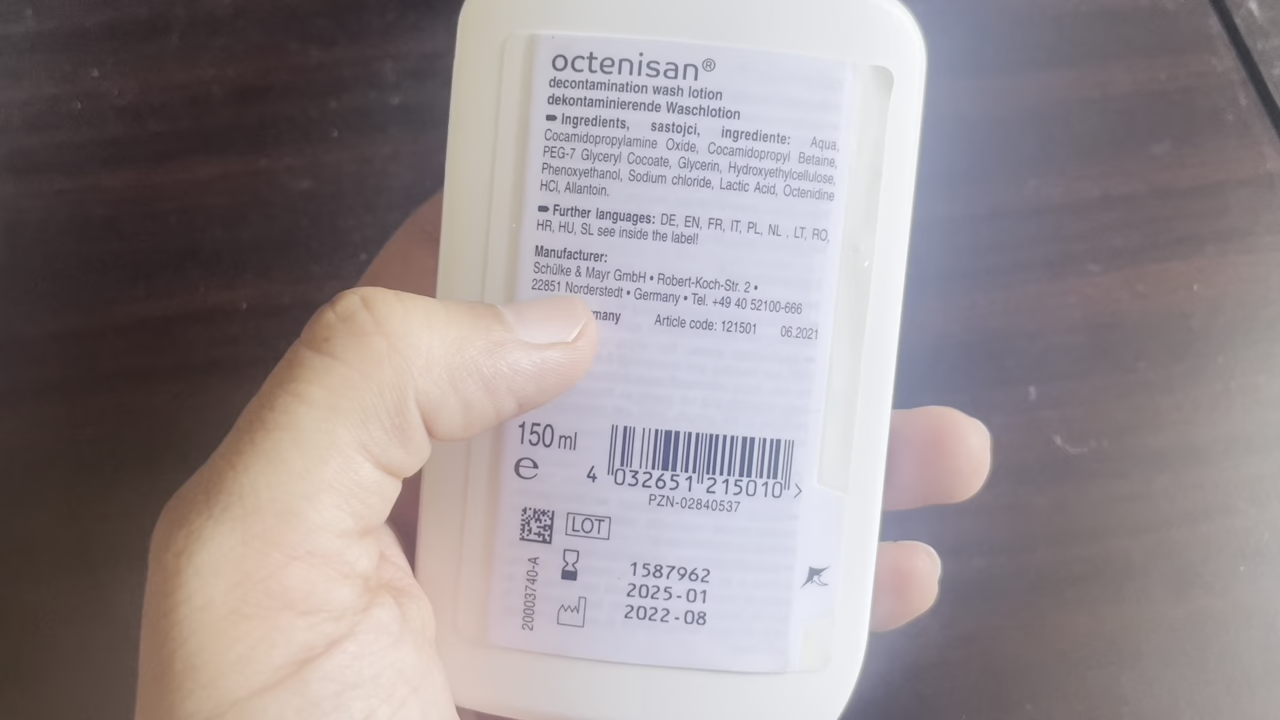 octenisan®
decontamination wash lotion
dekontaminierende Waschlotion
Ingredients, sastojci, ingrediente: Aqua,
Cocamidopropylamine Oxide, Cocamidopropyl Betaine,
PEG-7 Glyceryl Cocoate, Glycerin, Hydroxyethylcellulose,
Phenoxyethanol, Sodium chloride, Lactic Acid, Octenidine
HCl, Allantoin.
Further languages: DE, EN, FR, IT, PL, NL , LT, RO,
HR, HU, SL see inside the label!
Manufacturer:
Schülke & Mayr GmbH • Robert-Koch-Str. 2 •
22851 Norderstedt • Germany • Tel. +49 40 52100-666
many Article code: 121501 06.2021
150 ml
e
4 032651 215010 >
PZN-02840537
LOT
1587962
2025-01
2022-08
20003740-A